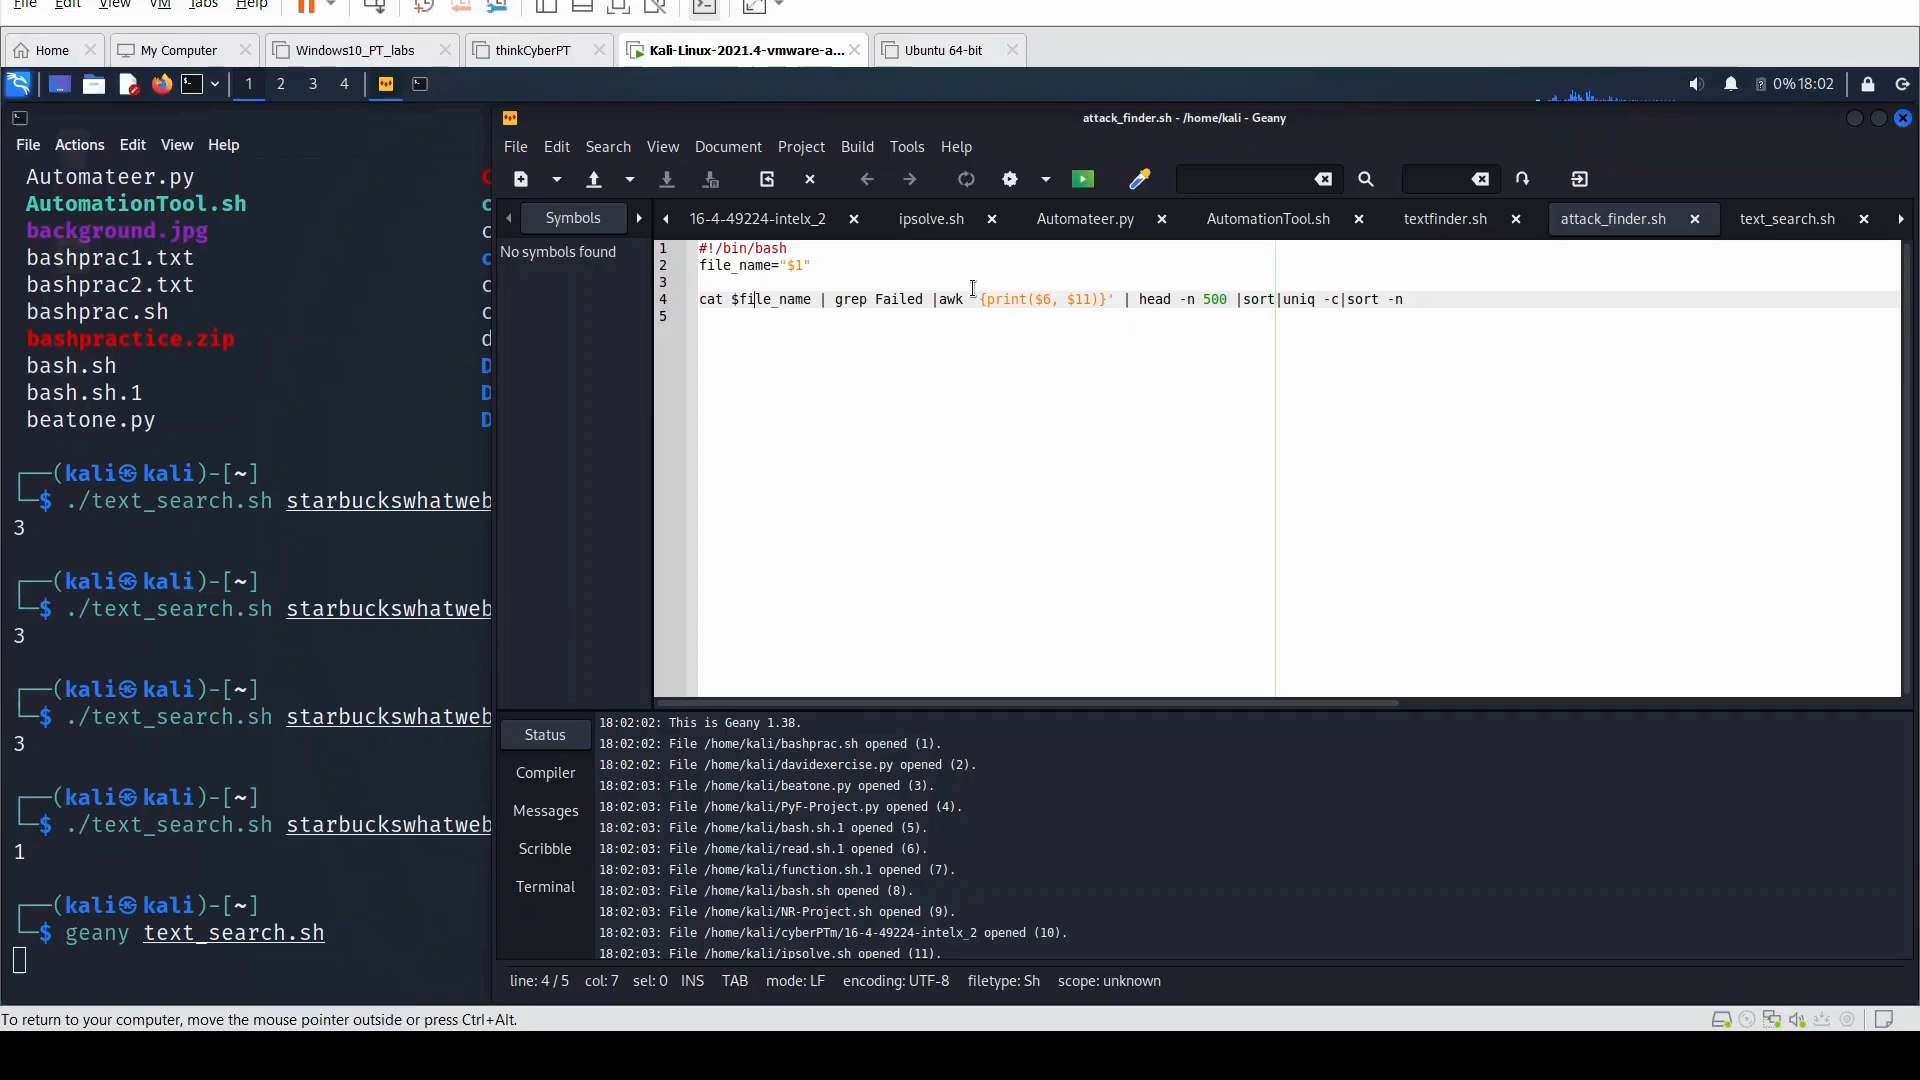 File Edit View VM Tabs Help
Home My Computer Windows10_PT_labs thinkCyberPT Kali-Linux-2021.4-vmware-a... Ubuntu 64-bit
1 2 3 4 0% 18:02
attack_finder.sh - /home/kali - Geany
File Actions Edit View Help
Automateer.py
AutomationTool.sh
background.jpg
bashprac1.txt
bashprac2.txt
bashprac.sh
bashpractice.zip
bash.sh
bash.sh.1
beatone.py
(kali㉿kali)-[~]
$ ./text_search.sh starbuckswhatweb
3
(kali㉿kali)-[~]
$ ./text_search.sh starbuckswhatweb
3
(kali㉿kali)-[~]
$ ./text_search.sh starbuckswhatweb
3
(kali㉿kali)-[~]
$ ./text_search.sh starbuckswhatweb
1
(kali㉿kali)-[~]
$ geany text_search.sh
File Edit Search View Document Project Build Tools Help
Symbols
No symbols found
16-4-49224-intelx_2 ipsolve.sh Automateer.py AutomationTool.sh textfinder.sh attack_finder.sh text_search.sh
1 #!/bin/bash
2 file_name="$1"
3
4 cat $file_name | grep Failed |awk '{print($6, $11)}' | head -n 500 |sort|uniq -c|sort -n
5
Status
Compiler
Messages
Scribble
Terminal
18:02:02: This is Geany 1.38.
18:02:02: File /home/kali/bashprac.sh opened (1).
18:02:02: File /home/kali/davidexercise.py opened (2).
18:02:03: File /home/kali/beatone.py opened (3).
18:02:03: File /home/kali/PyF-Project.py opened (4).
18:02:03: File /home/kali/bash.sh.1 opened (5).
18:02:03: File /home/kali/read.sh.1 opened (6).
18:02:03: File /home/kali/function.sh.1 opened (7).
18:02:03: File /home/kali/bash.sh opened (8).
18:02:03: File /home/kali/NR-Project.sh opened (9).
18:02:03: File /home/kali/cyberPTm/16-4-49224-intelx_2 opened (10).
18:02:03: File /home/kali/ipsolve.sh opened (11).
line: 4 / 5 col: 7 sel: 0 INS TAB mode: LF encoding: UTF-8 filetype: Sh scope: unknown
To return to your computer, move the mouse pointer outside or press Ctrl+Alt.